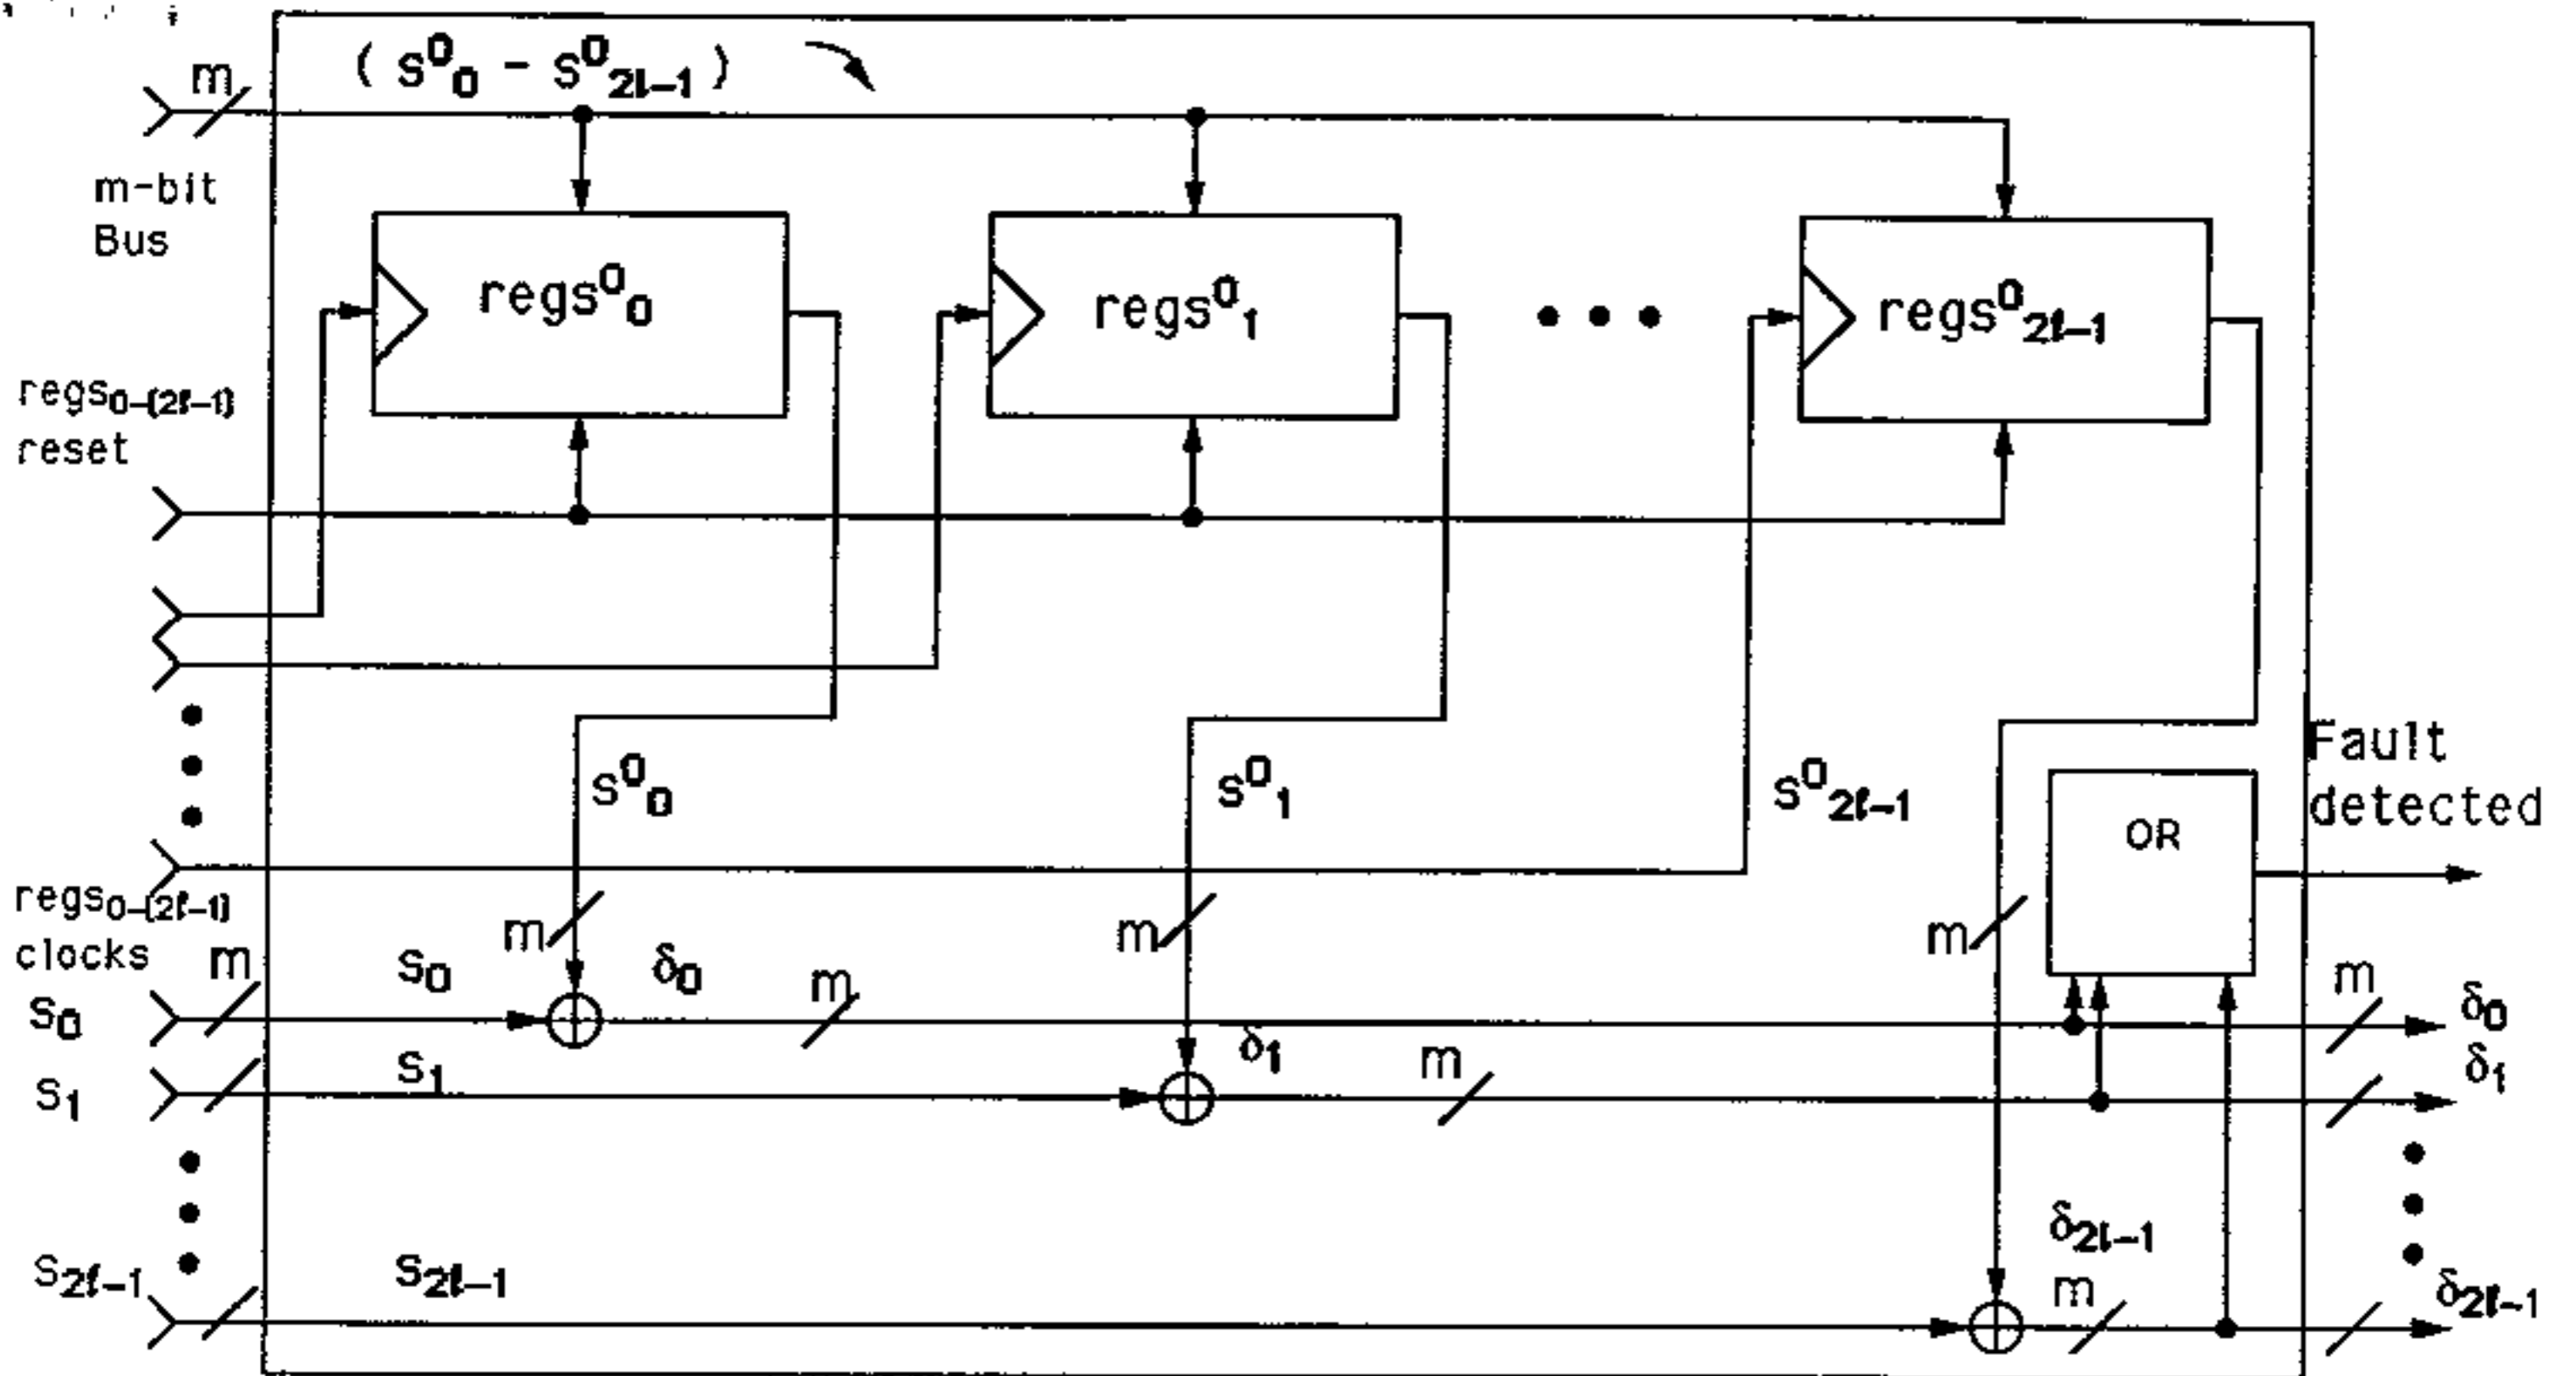 ( s⁰₀ - s⁰₂ₗ₋₁ )
m
m-bit
Bus
regs⁰₀
regs⁰₁
regs⁰₂ₗ₋₁
regs₀₋₍₂ₗ₋₁₎
reset
s⁰₀
s⁰₁
s⁰₂ₗ₋₁
Fault
detected
OR
regs₀₋₍₂ₗ₋₁₎
clocks
m
m
m
m
s₀
δ₀
m
m
s₀
δ₀
s₁
δ₁
m
s₁
δ₁
δ₂ₗ₋₁
s₂ₗ₋₁
s₂ₗ₋₁
m
δ₂ₗ₋₁